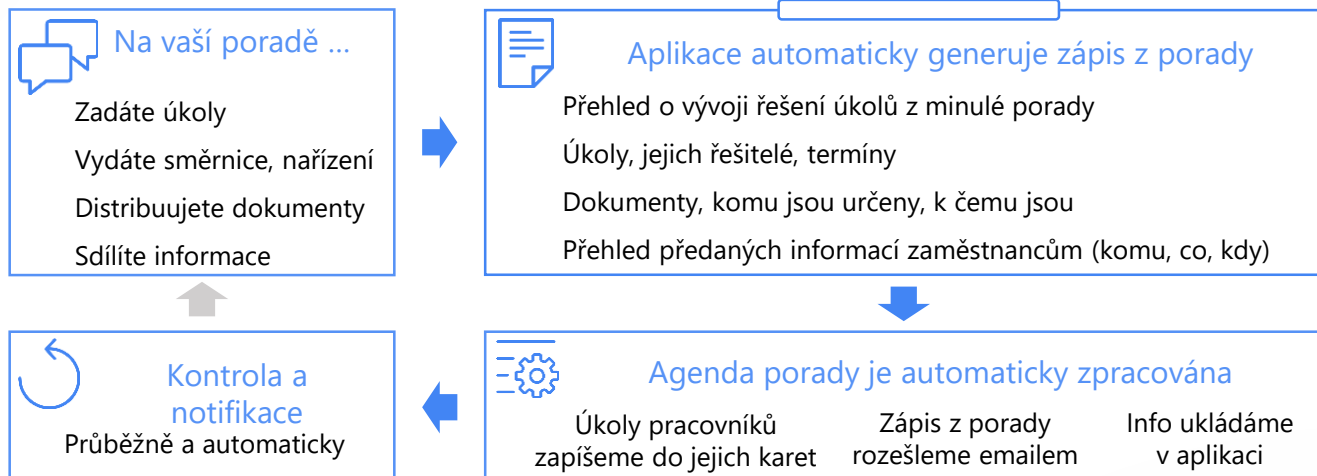 Na vaší poradě ...
Zadáte úkoly
Vydáte směrnice, nařízení
Distribuujete dokumenty
Sdílíte informace
Aplikace automaticky generuje zápis z porady
Přehled o vývoji řešení úkolů z minulé porady
Úkoly, jejich řešitelé, termíny
Dokumenty, komu jsou určeny, k čemu jsou
Přehled předaných informací zaměstnancům (komu, co, kdy)
Agenda porady je automaticky zpracována
Úkoly pracovníků
zapíšeme do jejich karet
Zápis z porady
rozešleme emailem
Info ukládáme
v aplikaci
Kontrola a
notifikace
Průběžně a automaticky